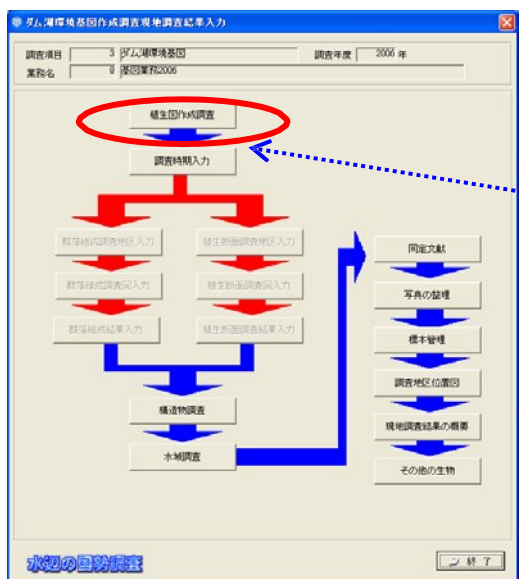 ダム湖環境基図作成調査現地調査結果入力
調査項目 3 ダム湖環境基図 調査年度 2006 年
業務名 9 基図業務2006
植生図作成調査
調査時期入力
群落組成調査地区入力 植生断面調査地区入力
群落組成調査回入力 植生断面調査回入力
群落組成結果入力 植生断面調査結果入力
構造物調査
水域調査
同定文献
写真の整理
標本管理
調査地区位置図
現地調査結果の概要
その他の生物
水辺の国勢調査
終了